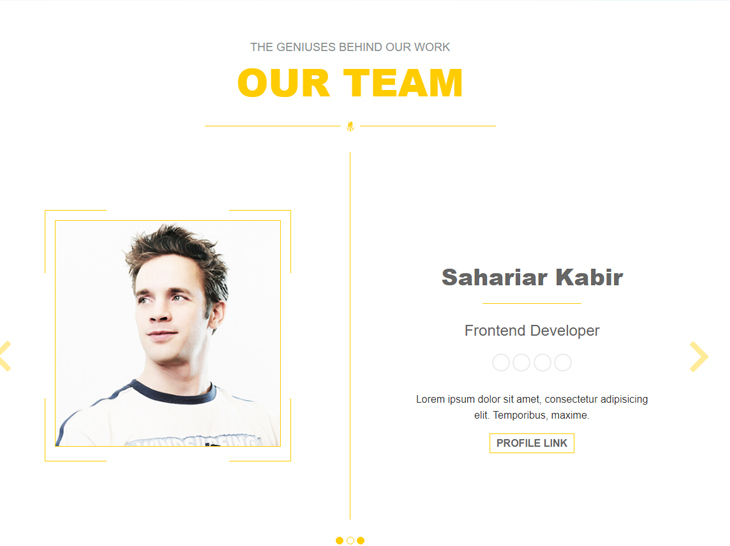 THE GENIUSES BEHIND OUR WORK
OUR TEAM
Sahariar Kabir
Frontend Developer
Lorem ipsum dolor sit amet, consectetur adipisicing
elit. Temporibus, maxime.
PROFILE LINK